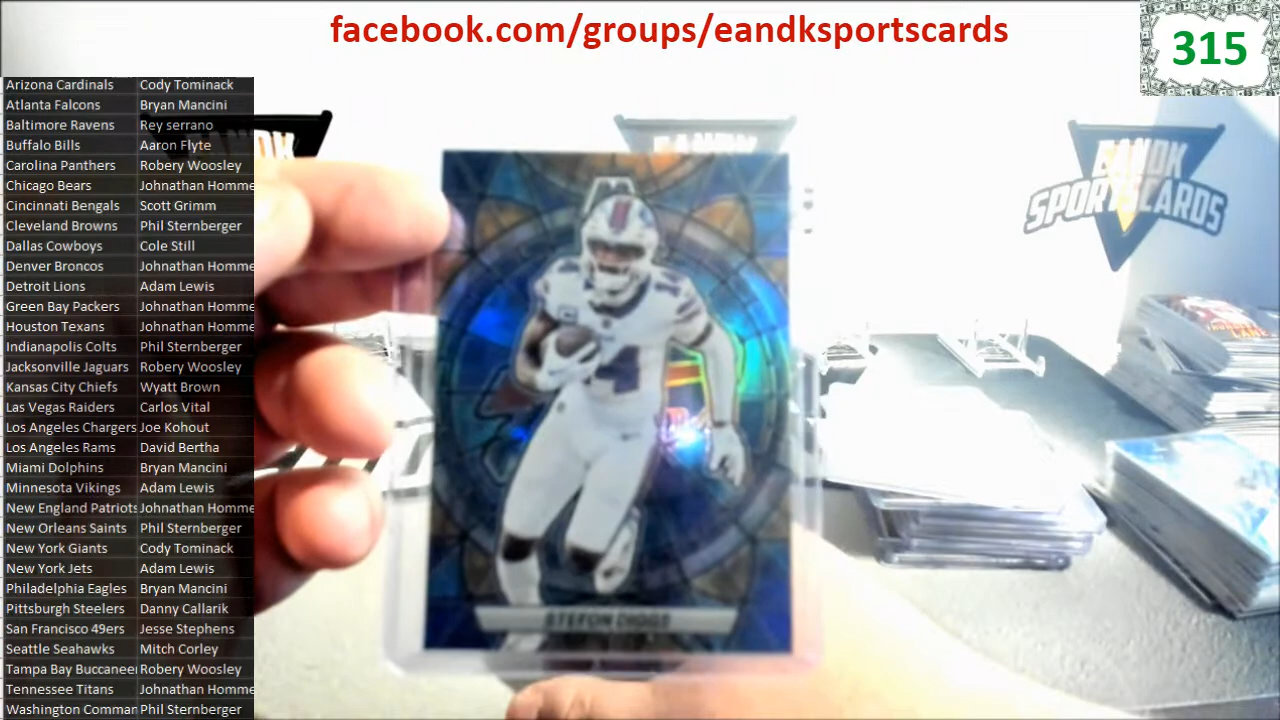 facebook.com/groups/eandksportscards
315
Arizona Cardinals Cody Tominack
Atlanta Falcons Bryan Mancini
Baltimore Ravens Rey serrano
Buffalo Bills Aaron Flyte
Carolina Panthers Robery Woosley
Chicago Bears Johnathan Homme
Cincinnati Bengals Scott Grimm
Cleveland Browns Phil Sternberger
Dallas Cowboys Cole Still
Denver Broncos Johnathan Homme
Detroit Lions Adam Lewis
Green Bay Packers Johnathan Homme
Houston Texans Johnathan Homme
Indianapolis Colts Phil Sternberger
Jacksonville Jaguars Robery Woosley
Kansas City Chiefs Wyatt Brown
Las Vegas Raiders Carlos Vital
Los Angeles Chargers Joe Kohout
Los Angeles Rams David Bertha
Miami Dolphins Bryan Mancini
Minnesota Vikings Adam Lewis
New England Patriots Johnathan Homme
New Orleans Saints Phil Sternberger
New York Giants Cody Tominack
New York Jets Adam Lewis
Philadelphia Eagles Bryan Mancini
Pittsburgh Steelers Danny Callarik
San Francisco 49ers Jesse Stephens
Seattle Seahawks Mitch Corley
Tampa Bay Buccaneer Robery Woosley
Tennessee Titans Johnathan Homme
Washington Comman Phil Sternberger
EANDK
SPORTSCARDS
EANDK
14
STEFON DIGGS